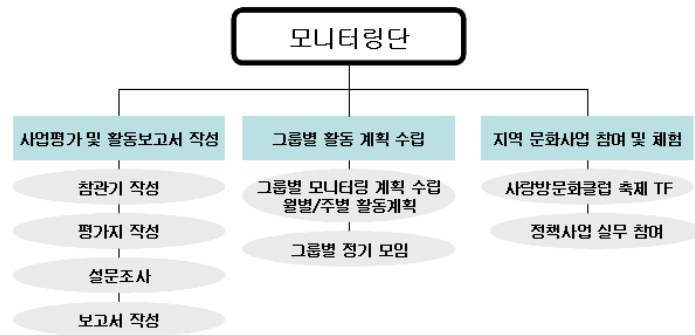 모니터링단
사업평가 및 활동보고서 작성
그룹별 활동 계획 수립
지역 문화사업 참여 및 체험
참관기 작성
평가지 작성
설문조사
보고서 작성
그룹별 모니터링 계획 수립
월별/주별 활동계획
그룹별 정기 모임
사랑방문화클럽 축제 TF
정책사업 실무 참여